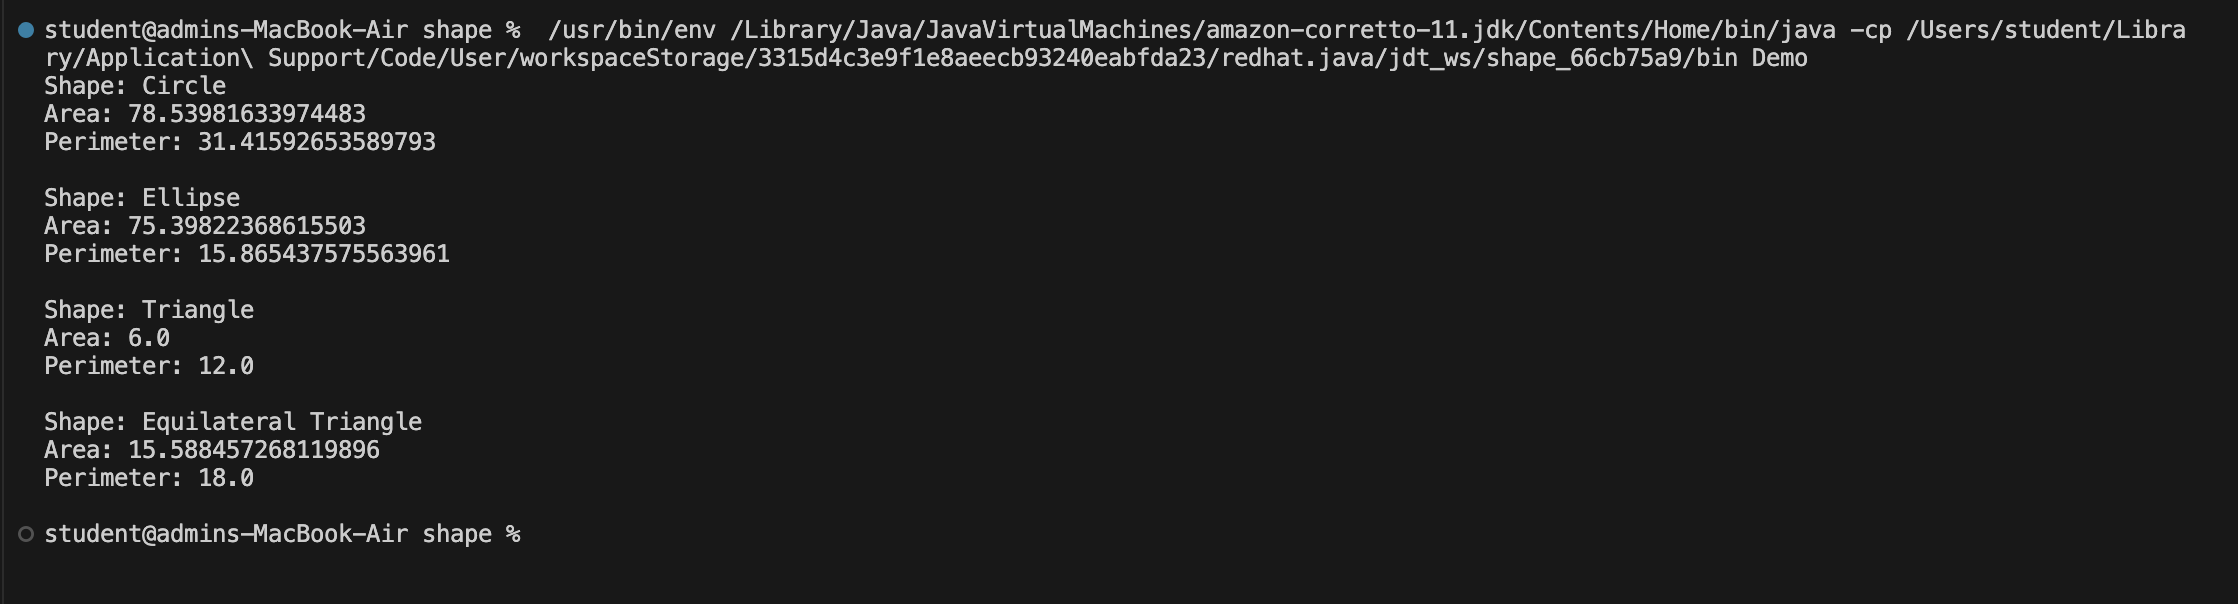 student@admins-MacBook-Air shape %  /usr/bin/env /Library/Java/JavaVirtualMachines/amazon-corretto-11.jdk/Contents/Home/bin/java -cp /Users/student/Libra
ry/Application\ Support/Code/User/workspaceStorage/3315d4c3e9f1e8aeecb93240eabfda23/redhat.java/jdt_ws/shape_66cb75a9/bin Demo
Shape: Circle
Area: 78.53981633974483
Perimeter: 31.41592653589793
Shape: Ellipse
Area: 75.39822368615503
Perimeter: 15.865437575563961
Shape: Triangle
Area: 6.0
Perimeter: 12.0
Shape: Equilateral Triangle
Area: 15.588457268119896
Perimeter: 18.0
student@admins-MacBook-Air shape %